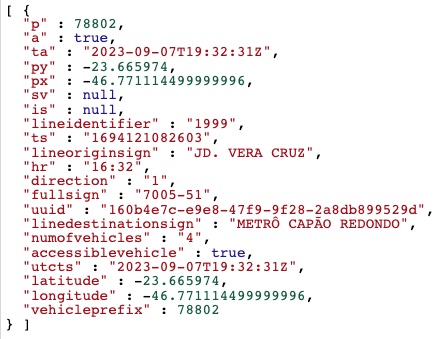 [ {
"p" : 78802,
"a" : true,
"ta" : "2023-09-07T19:32:31Z",
"py" : -23.665974,
"px" : -46.771114499999996,
"sv" : null,
"is" : null,
"lineidentifier" : "1999",
"ts" : "1694121082603",
"lineoriginsign" : "JD. VERA CRUZ",
"hr" : "16:32",
"direction" : "1",
"fullsign" : "7005-51",
"uuid" : "160b4e7c-e9e8-47f9-9f28-2a8db899529d",
"linedestinationsign" : "METRÔ CAPÃO REDONDO",
"numofvehicles" : "4",
"accessiblevehicle" : true,
"utcts" : "2023-09-07T19:32:31Z",
"latitude" : -23.665974,
"longitude" : -46.771114499999996,
"vehicleprefix" : 78802
} ]